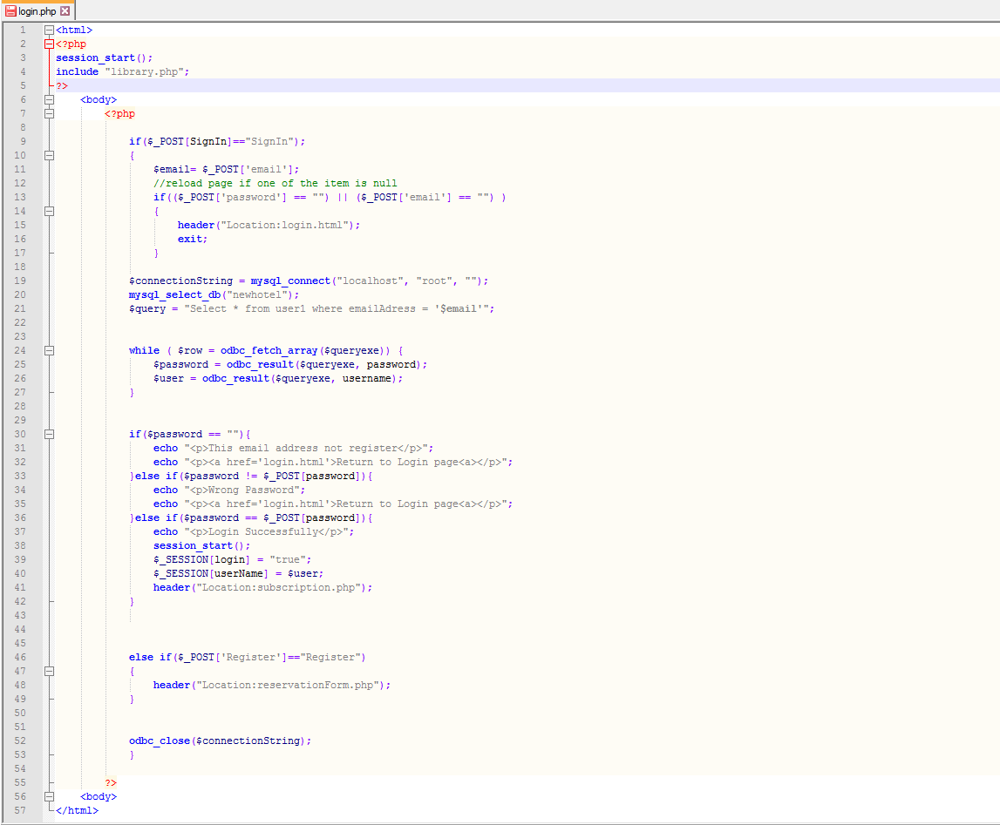 login.php
1 <html>
2 <?php
3 session_start();
4 include "library.php";
5 ?>
6     <body>
7         <?php
8
9             if($_POST[SignIn]=="SignIn");
10             {
11                 $email= $_POST['email'];
12                 //reload page if one of the item is null
13                 if(($_POST['password'] == "") || ($_POST['email'] == "") )
14                 {
15                     header("Location:login.html");
16                     exit;
17                 }
18
19             $connectionString = mysql_connect("localhost", "root", "");
20             mysql_select_db("newhotel");
21             $query = "Select * from user1 where emailAdress = '$email'";
22
23
24             while ( $row = odbc_fetch_array($queryexe)) {
25                 $password = odbc_result($queryexe, password);
26                 $user = odbc_result($queryexe, username);
27             }
28
29
30             if($password == ""){
31                 echo "<p>This email address not register</p>";
32                 echo "<p><a href='login.html'>Return to Login page<a></p>";
33             }else if($password != $_POST[password]){
34                 echo "<p>Wrong Password";
35                 echo "<p><a href='login.html'>Return to Login page<a></p>";
36             }else if($password == $_POST[password]){
37                 echo "<p>Login Successfully</p>";
38                 session_start();
39                 $_SESSION[login] = "true";
40                 $_SESSION[userName] = $user;
41                 header("Location:subscription.php");
42             }
43
44
45
46             else if($_POST['Register']=="Register")
47             {
48                 header("Location:reservationForm.php");
49             }
50
51
52             odbc_close($connectionString);
53             }
54
55         ?>
56     <body>
57 </html>